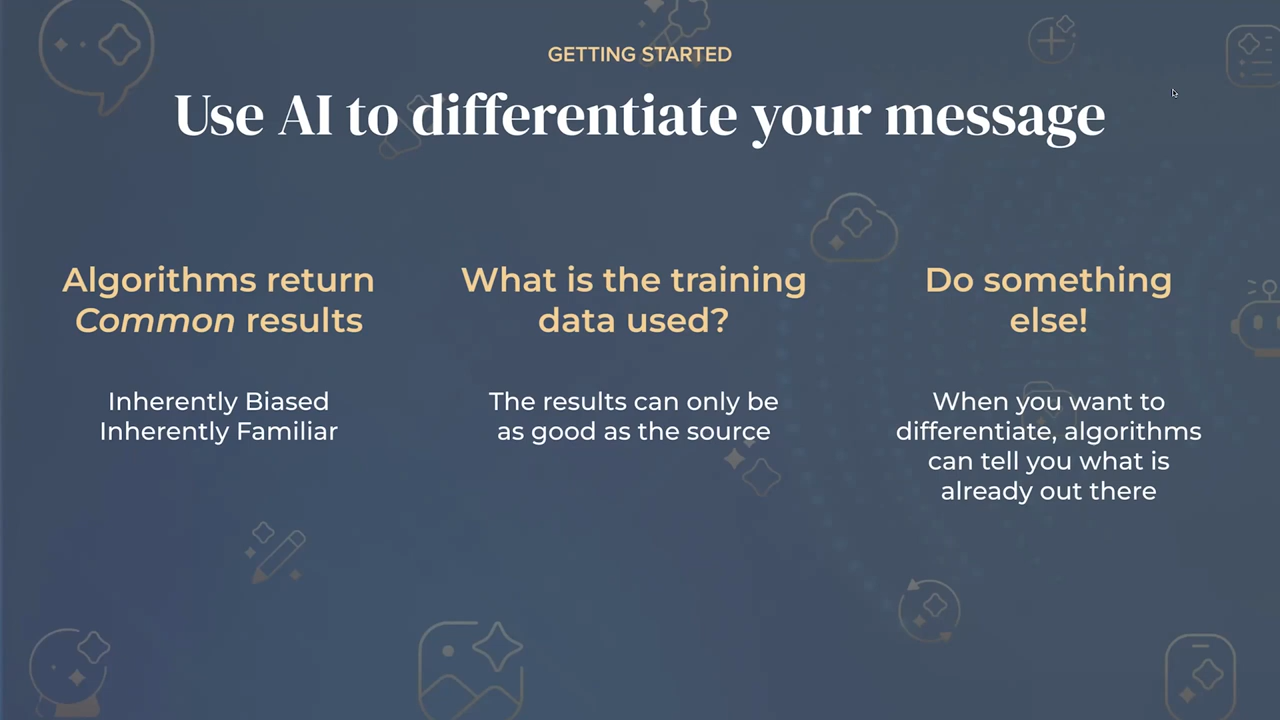 GETTING STARTED
Use AI to differentiate your message
Algorithms return
Common results
Inherently Biased
Inherently Familiar
What is the training
data used?
The results can only be
as good as the source
Do something
else!
When you want to
differentiate, algorithms
can tell you what is
already out there